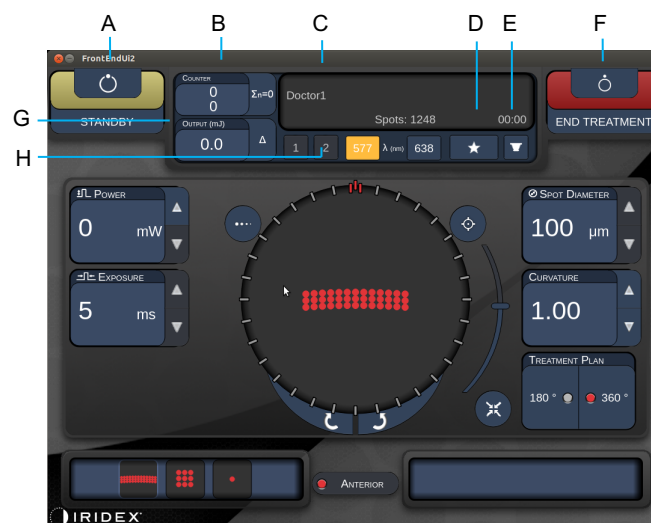 A
B
C
D
E
F
G
H
FrontEndUi2
STANDBY
COUNTER
0
0
Σn=0
OUTPUT (mJ)
0.0
Δ
Doctor1
Spots: 1248
00:00
1
2
577
λ (nm)
638
END TREATMENT
POWER
0
mW
EXPOSURE
5
ms
SPOT DIAMETER
100
µm
CURVATURE
1.00
TREATMENT PLAN
180 °
360 °
ANTERIOR
IRIDEX